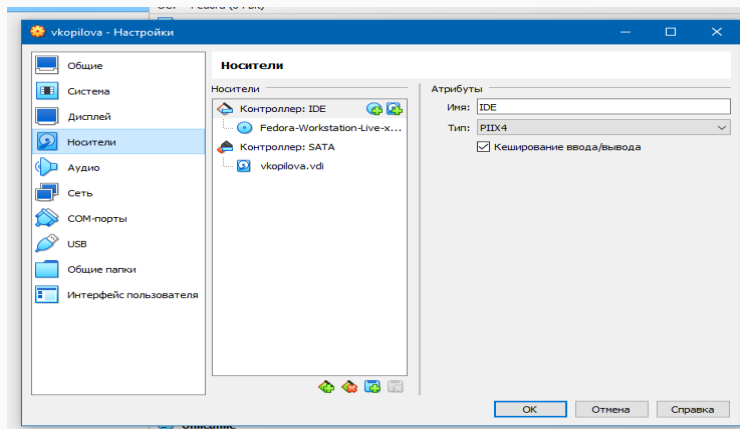 vkopilova - Настройки
Общие
Система
Дисплей
Носители
Аудио
Сеть
COM-порты
USB
Общие папки
Интерфейс пользователя
Носители
Носители
Контроллер: IDE
Fedora-Workstation-Live-x...
Контроллер: SATA
vkopilova.vdi
Атрибуты
Имя: IDE
Тип: PIIX4
Кеширование ввода/вывода
OK Отмена Справка